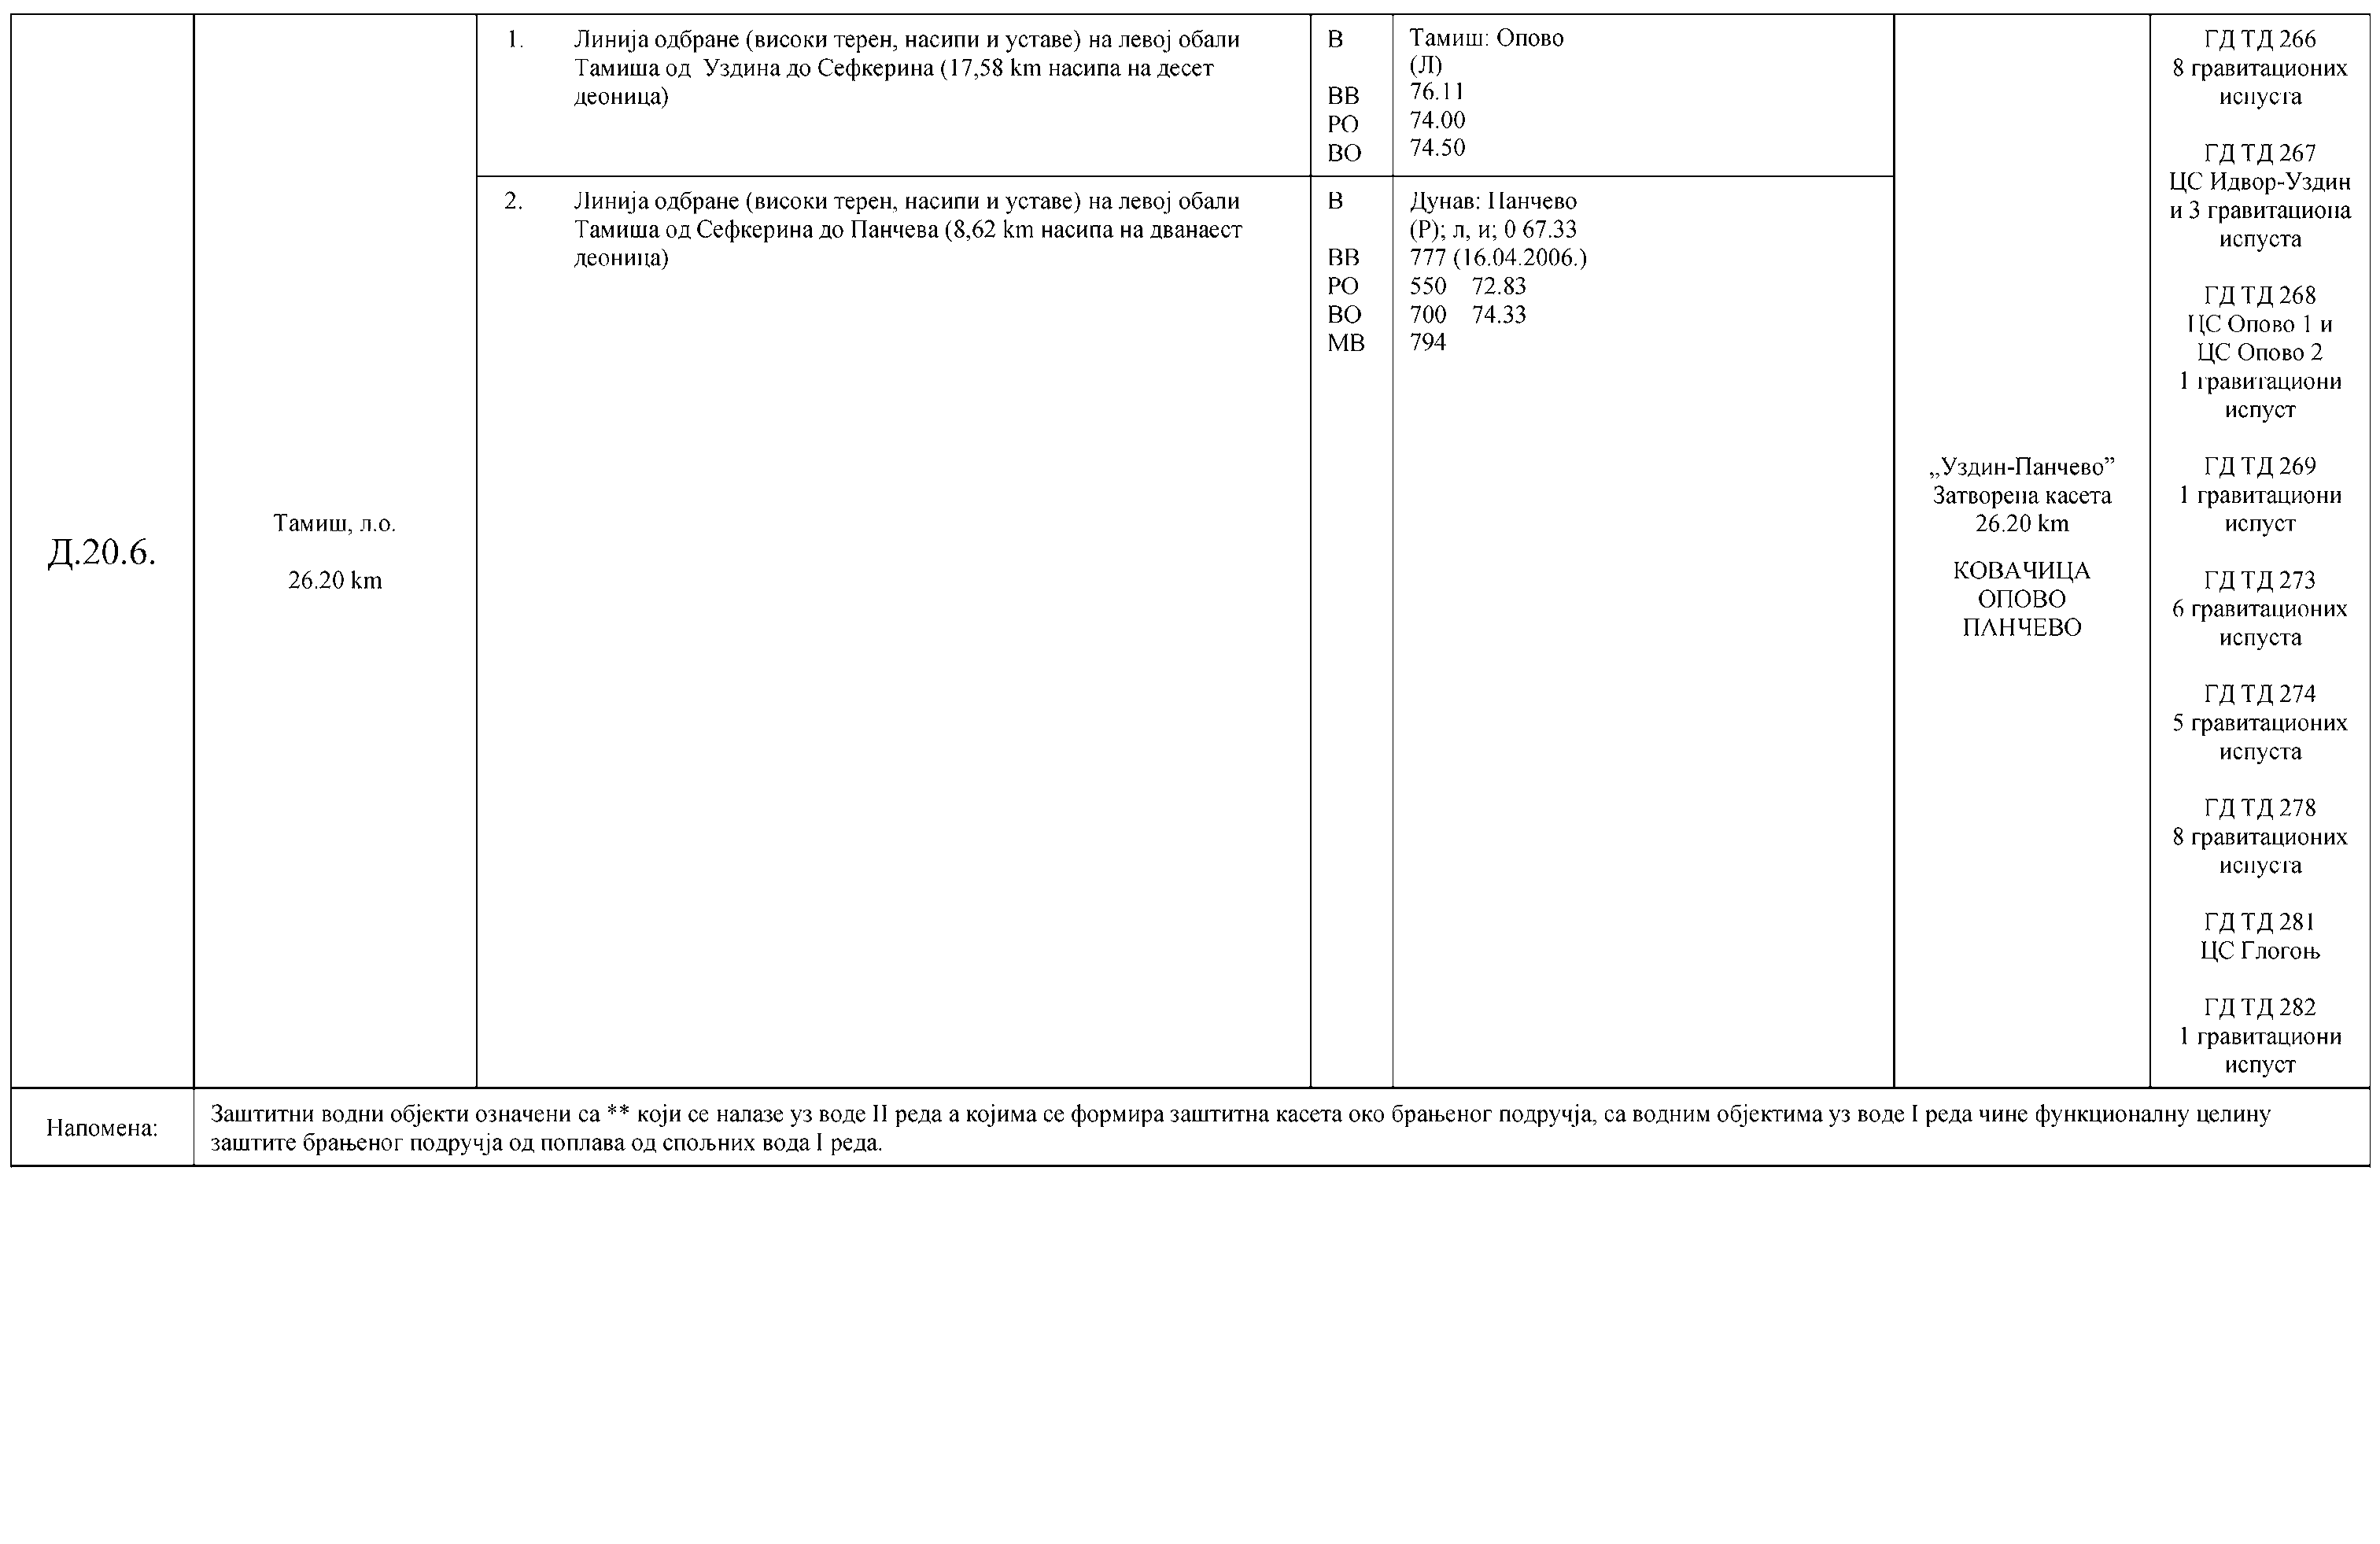 Д.20.6.
Тамиш, л.о.
26.20 km
1. Линија одбране (високи терен, насипи и уставе) на левој обали
Тамиша од Уздина до Сефкерина (17,58 km насипа на десет
деоница)
В
ВВ
РО
ВО
Тамиш: Опово
(Л)
76.11
74.00
74.50
2. Линија одбране (високи терен, насипи и уставе) на левој обали
Тамиша од Сефкерина до Панчева (8,62 km насипа на дванаест
деоница)
В
ВВ
РО
ВО
МВ
Дунав: Панчево
(Р); л, и; 0 67.33
777 (16.04.2006.)
550 72.83
700 74.33
794
„Уздин-Панчево”
Затворена касета
26.20 km
КОВАЧИЦА
ОПОВО
ПАНЧЕВО
ГД ТД 266
8 гравитационих
испуста
ГД ТД 267
ЦС Идвор-Уздин
и 3 гравитациона
испуста
ГД ТД 268
ЦС Опово 1 и
ЦС Опово 2
1 гравитациони
испуст
ГД ТД 269
1 гравитациони
испуст
ГД ТД 273
6 гравитационих
испуста
ГД ТД 274
5 гравитационих
испуста
ГД ТД 278
8 гравитационих
испуста
ГД ТД 281
ЦС Глогоњ
ГД ТД 282
1 гравитациони
испуст
Напомена:
Заштитни водни објекти означени са ** који се налазе уз воде II реда а којима се формира заштитна касета око брањеног подручја, са водним објектима уз воде I реда чине функционалну целину
заштите брањеног подручја од поплава од спољних вода I реда.